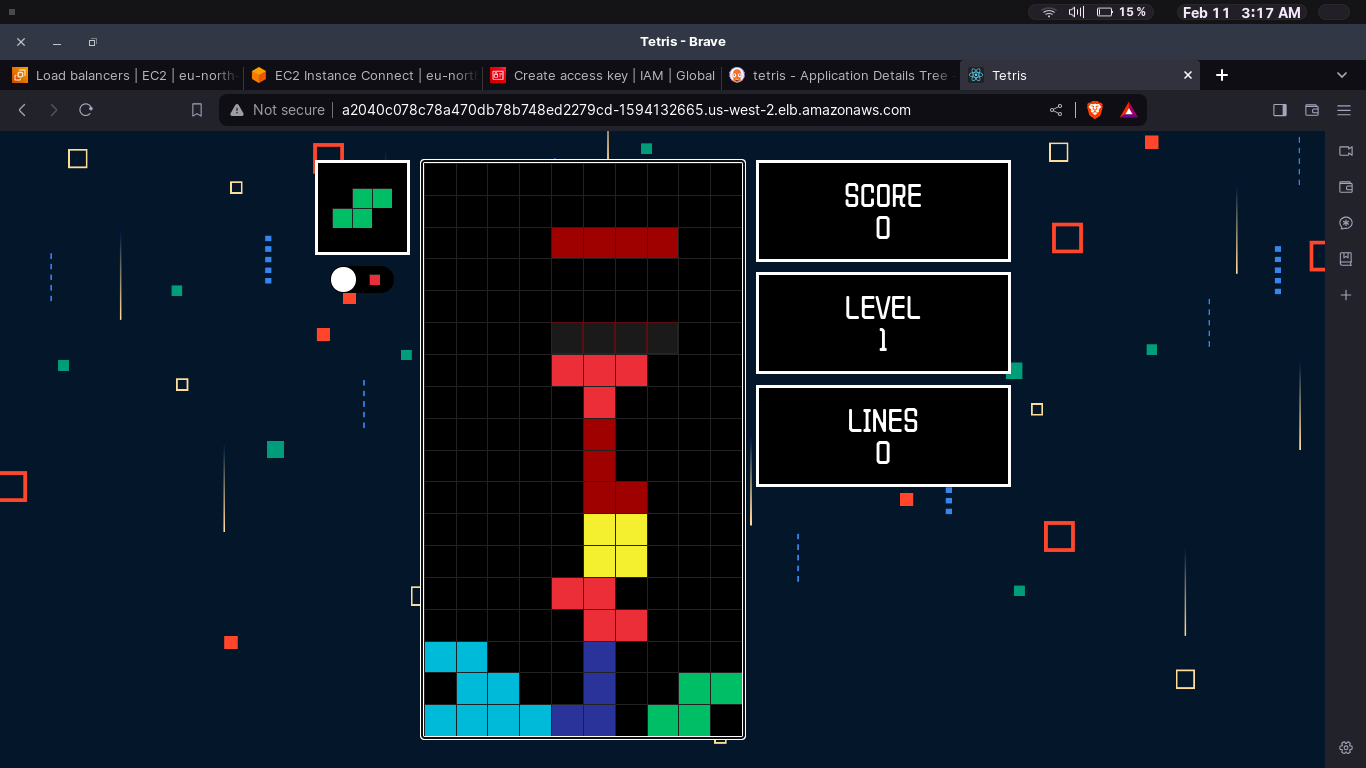 15 %
Feb 11 3:17 AM
Tetris - Brave
Load balancers | EC2 | eu-north-
EC2 Instance Connect | eu-nort
Create access key | IAM | Global
tetris - Application Details Tree
Tetris
Not secure
a2040c078c78a470db78b748ed2279cd-1594132665.us-west-2.elb.amazonaws.com
SCORE
0
LEVEL
1
LINES
0